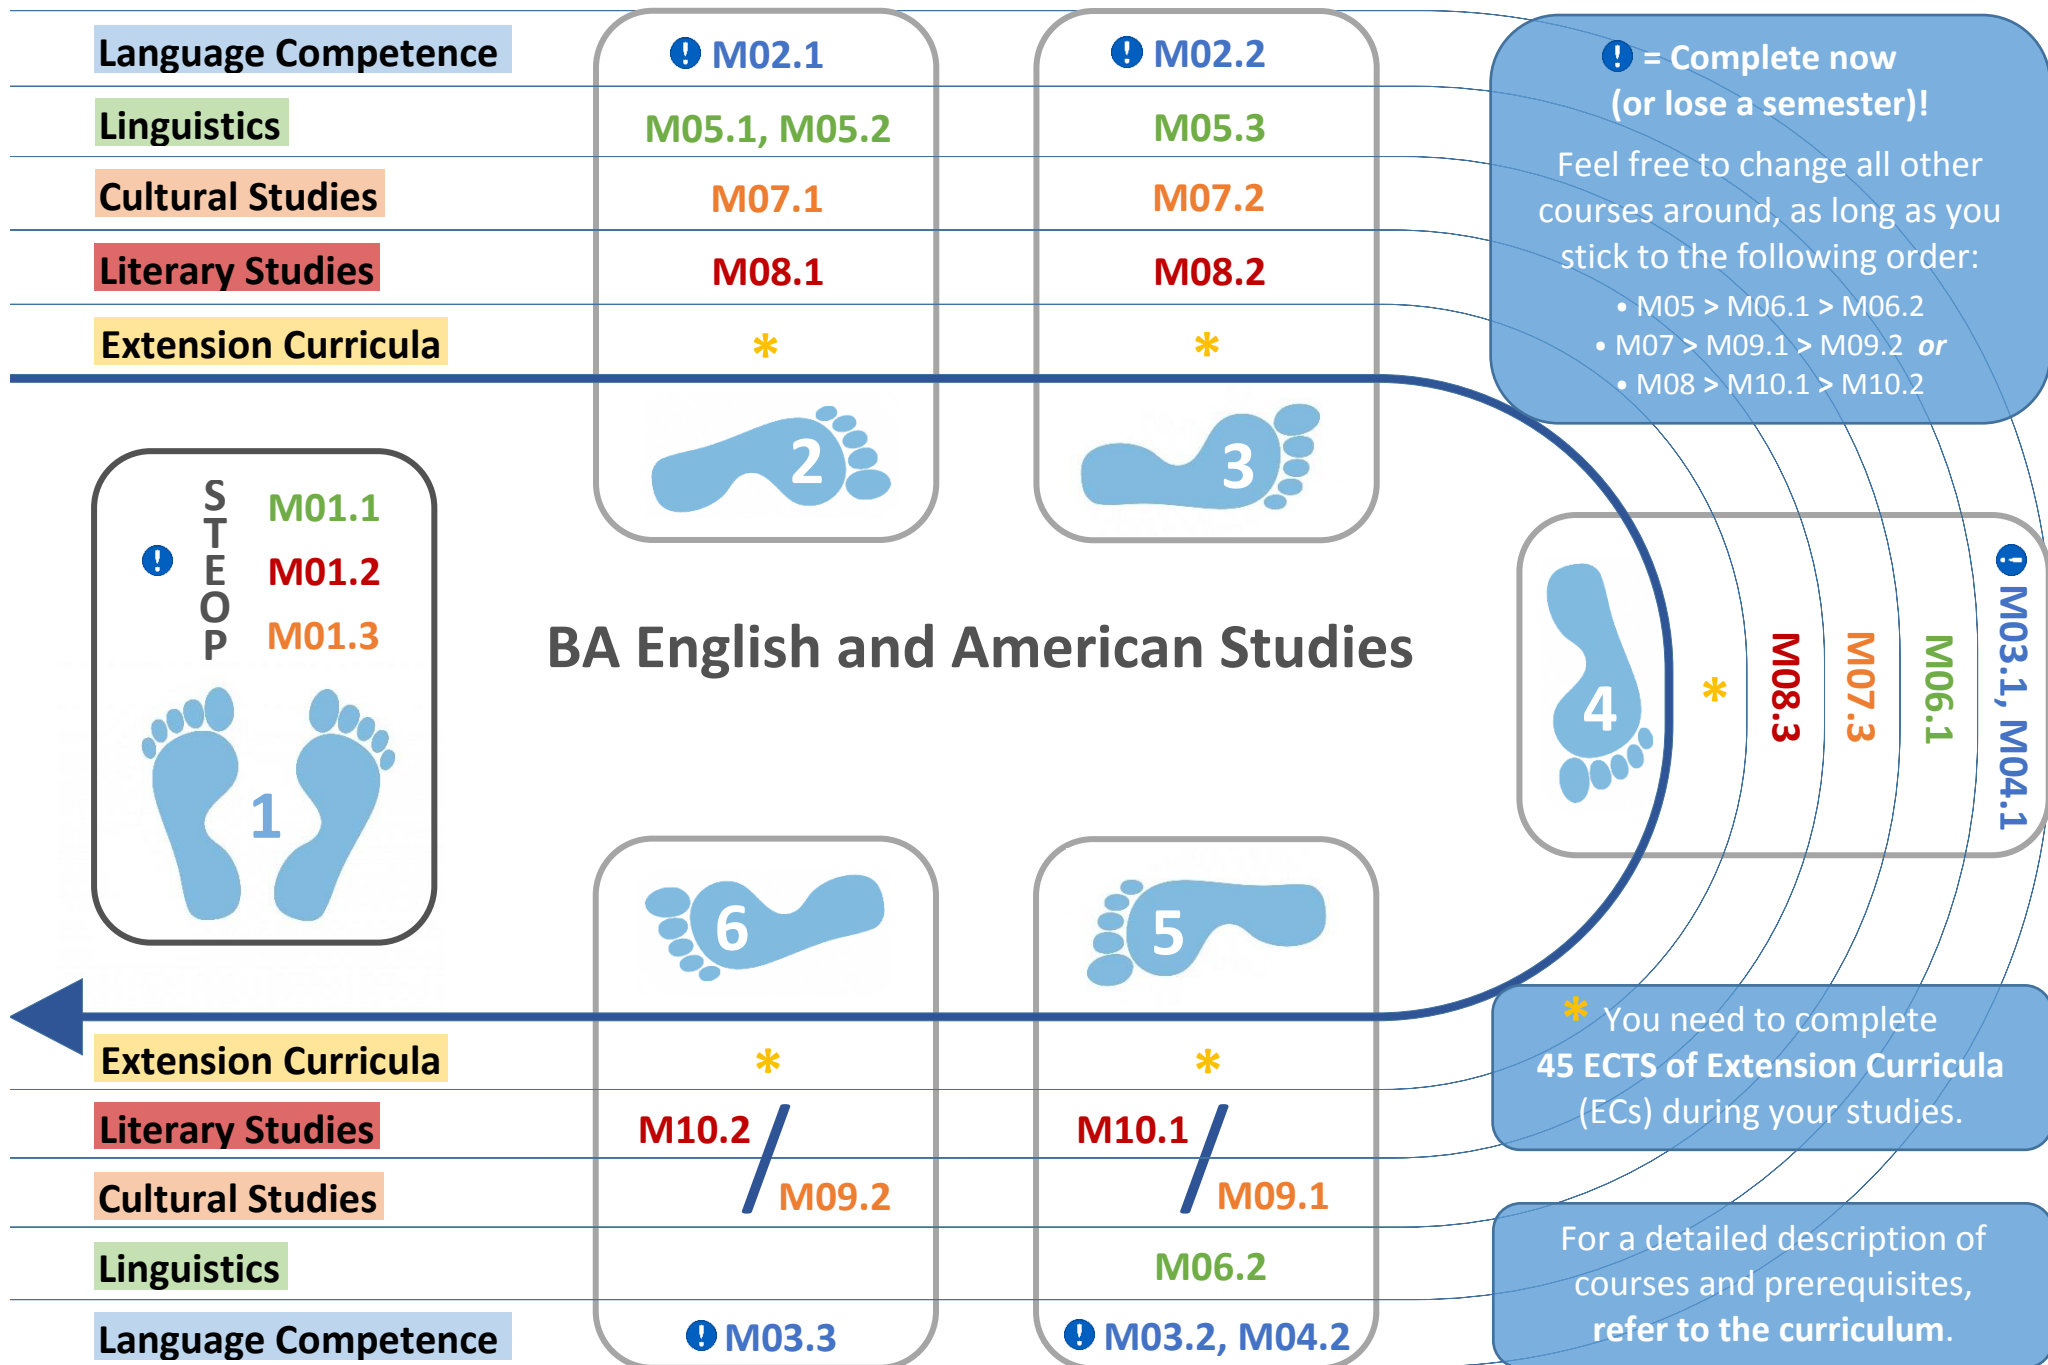 Language Competence
! M02.1
! M02.2
Linguistics
M05.1, M05.2
M05.3
Cultural Studies
M07.1
M07.2
Literary Studies
M08.1
M08.2
Extension Curricula
*
*
2
3
! = Complete now
(or lose a semester)!
Feel free to change all other
courses around, as long as you
stick to the following order:
• M05 > M06.1 > M06.2
• M07 > M09.1 > M09.2 or
• M08 > M10.1 > M10.2
!
STEOP
M01.1
M01.2
M01.3
1
BA English and American Studies
4
*
M08.3
M07.3
M06.1
! M03.1, M04.1
6
5
Extension Curricula
*
*
Literary Studies
M10.2 /
M10.1 /
Cultural Studies
M09.2
M09.1
Linguistics
M06.2
Language Competence
! M03.3
! M03.2, M04.2
* You need to complete
45 ECTS of Extension Curricula
(ECs) during your studies.
For a detailed description of
courses and prerequisites,
refer to the curriculum.